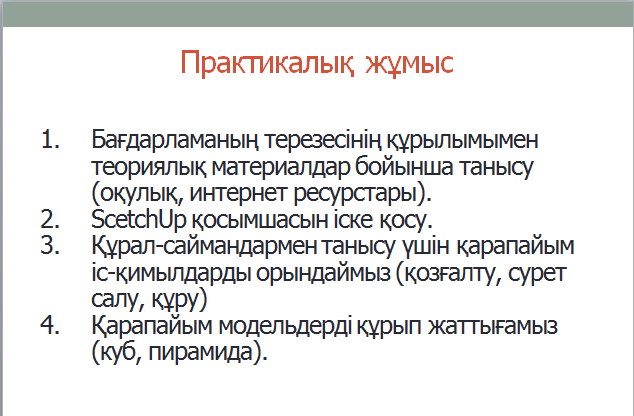 Практикалық жұмыс
1. Бағдарламаның терезесінің құрылымымен
теориялық материалдар бойынша танысу
(оқулық, интернет ресурстары).
2. ScetchUp қосымшасын іске қосу.
3. Құрал-саймандармен танысу үшін қарапайым
іс-қимылдарды орындаймыз (қозғалту, сурет
салу, құру)
4. Қарапайым модельдерді құрып жаттығамыз
(куб, пирамида).